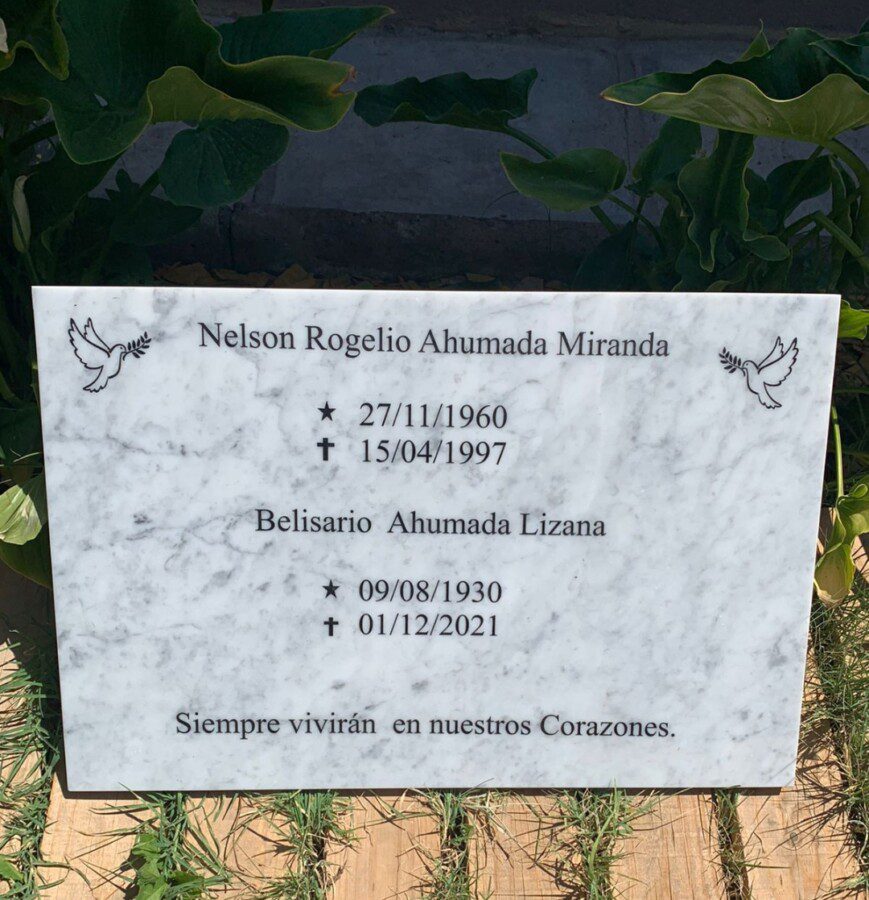 Nelson Rogelio Ahumada Miranda
★ 27/11/1960
✝ 15/04/1997
Belisario Ahumada Lizana
★ 09/08/1930
✝ 01/12/2021
Siempre vivirán en nuestros Corazones.